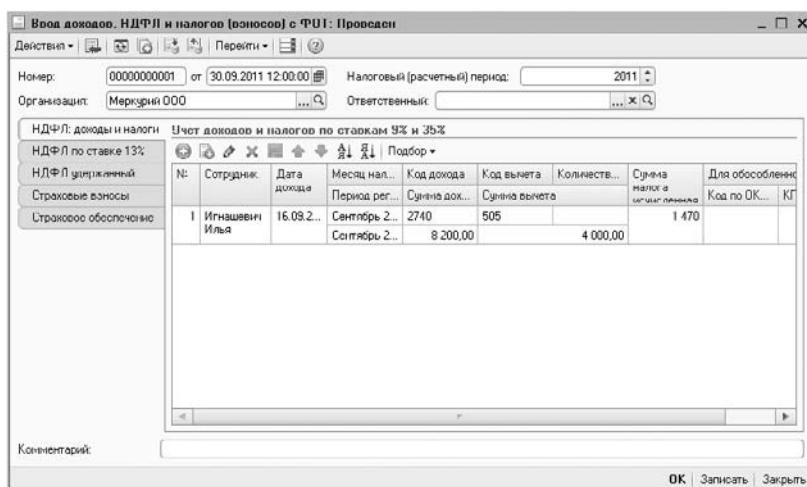 Ввод доходов, НДФЛ и налогов (взносов) с ФОТ: Проведен
Действия Перейти
Номер: 00000000001 от 30.09.2011 12:00:00 Налоговый (расчетный) период: 2011
Организация: Меркурий ООО ... Ответственный: ... x
НДФЛ: доходы и налоги Учет доходов и налогов по ставкам 9% и 35%
НДФЛ по ставке 13% Подбор
НДФЛ удержанный № Сотрудник Дата дохода Месяц нал... Код дохода Код вычета Количеств... Сумма налога исчисленная Для обособленно
Страховые взносы Период рег... Сумма дох... Сумма вычета Код по ОК... КП
Страховое обеспечение 1 Игнашевич Илья 16.09.2... Сентябрь 2... 2740 505 1 470
Сентябрь 2... 8 200,00 4 000,00
Комментарий:
OK Записать Закрыть